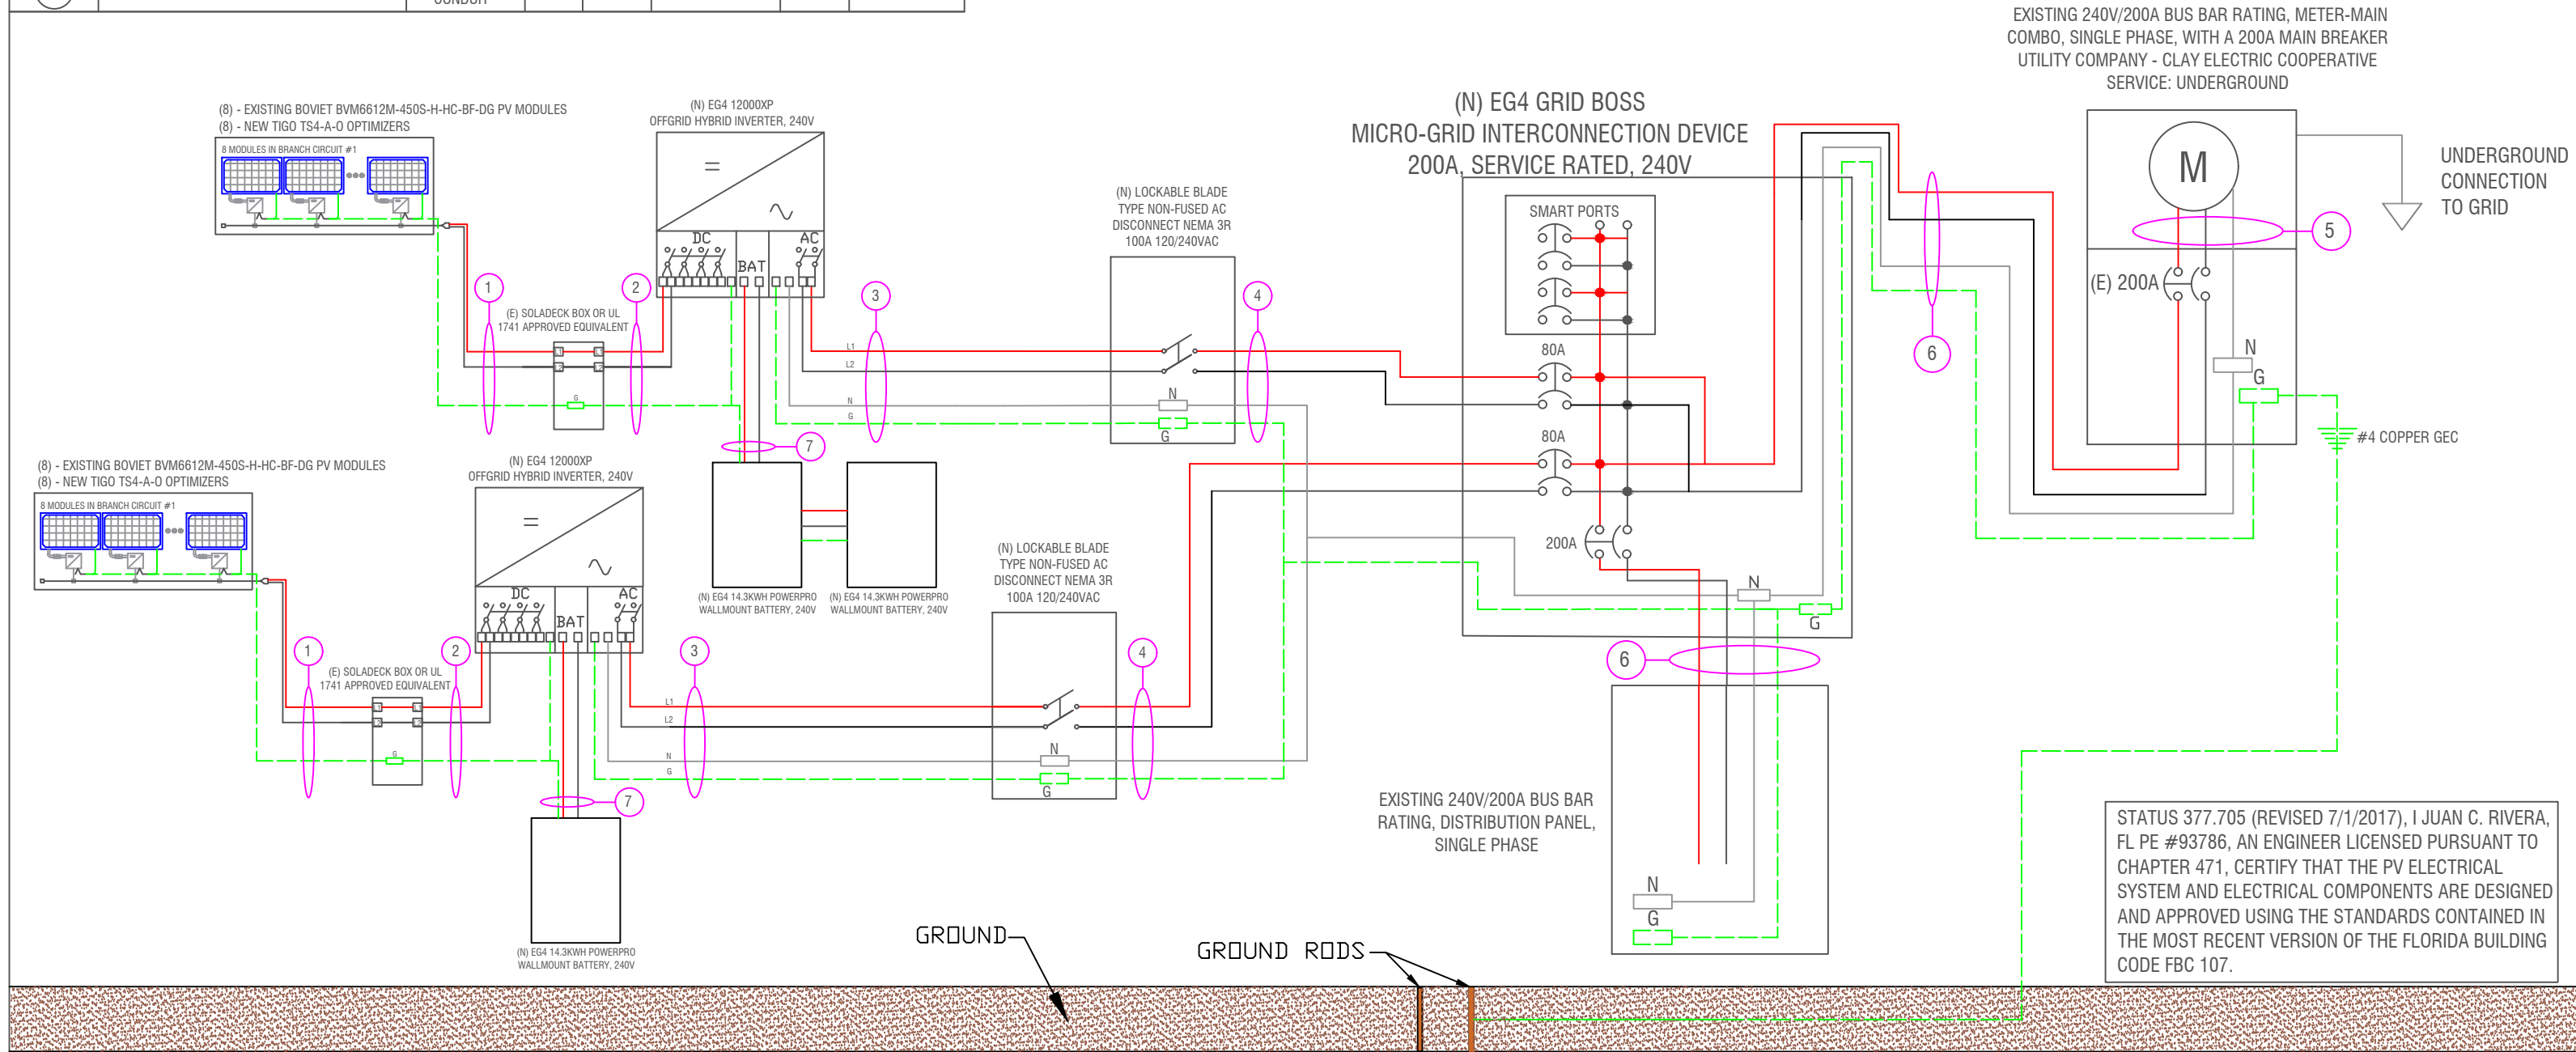 CONDUIT
EXISTING 240V/200A BUS BAR RATING, METER-MAIN
COMBO, SINGLE PHASE, WITH A 200A MAIN BREAKER
UTILITY COMPANY - CLAY ELECTRIC COOPERATIVE
SERVICE: UNDERGROUND
(8) - EXISTING BOVIET BVM6612M-450S-H-HC-BF-DG PV MODULES
(8) - NEW TIGO TS4-A-O OPTIMIZERS
8 MODULES IN BRANCH CIRCUIT #1
(N) EG4 12000XP
OFFGRID HYBRID INVERTER, 240V
DC
BAT
AC
1
2
3
(E) SOLADECK BOX OR UL
1741 APPROVED EQUIVALENT
L1
L1
L2
L2
G
L1
L2
N
G
7
(N) LOCKABLE BLADE
TYPE NON-FUSED AC
DISCONNECT NEMA 3R
100A 120/240VAC
N
G
4
(N) EG4 GRID BOSS
MICRO-GRID INTERCONNECTION DEVICE
200A, SERVICE RATED, 240V
SMART PORTS
80A
80A
200A
N
G
6
M
5
(E) 200A
N
G
UNDERGROUND
CONNECTION
TO GRID
#4 COPPER GEC
(8) - EXISTING BOVIET BVM6612M-450S-H-HC-BF-DG PV MODULES
(8) - NEW TIGO TS4-A-O OPTIMIZERS
8 MODULES IN BRANCH CIRCUIT #1
(N) EG4 12000XP
OFFGRID HYBRID INVERTER, 240V
DC
BAT
AC
1
2
3
(E) SOLADECK BOX OR UL
1741 APPROVED EQUIVALENT
L1
L1
L2
L2
G
L1
L2
N
G
7
(N) EG4 14.3KWH POWERPRO
WALLMOUNT BATTERY, 240V
(N) EG4 14.3KWH POWERPRO
WALLMOUNT BATTERY, 240V
(N) LOCKABLE BLADE
TYPE NON-FUSED AC
DISCONNECT NEMA 3R
100A 120/240VAC
N
G
4
6
EXISTING 240V/200A BUS BAR
RATING, DISTRIBUTION PANEL,
SINGLE PHASE
N
G
(N) EG4 14.3KWH POWERPRO
WALLMOUNT BATTERY, 240V
GROUND
GROUND RODS
STATUS 377.705 (REVISED 7/1/2017), I JUAN C. RIVERA,
FL PE #93786, AN ENGINEER LICENSED PURSUANT TO
CHAPTER 471, CERTIFY THAT THE PV ELECTRICAL
SYSTEM AND ELECTRICAL COMPONENTS ARE DESIGNED
AND APPROVED USING THE STANDARDS CONTAINED IN
THE MOST RECENT VERSION OF THE FLORIDA BUILDING
CODE FBC 107.